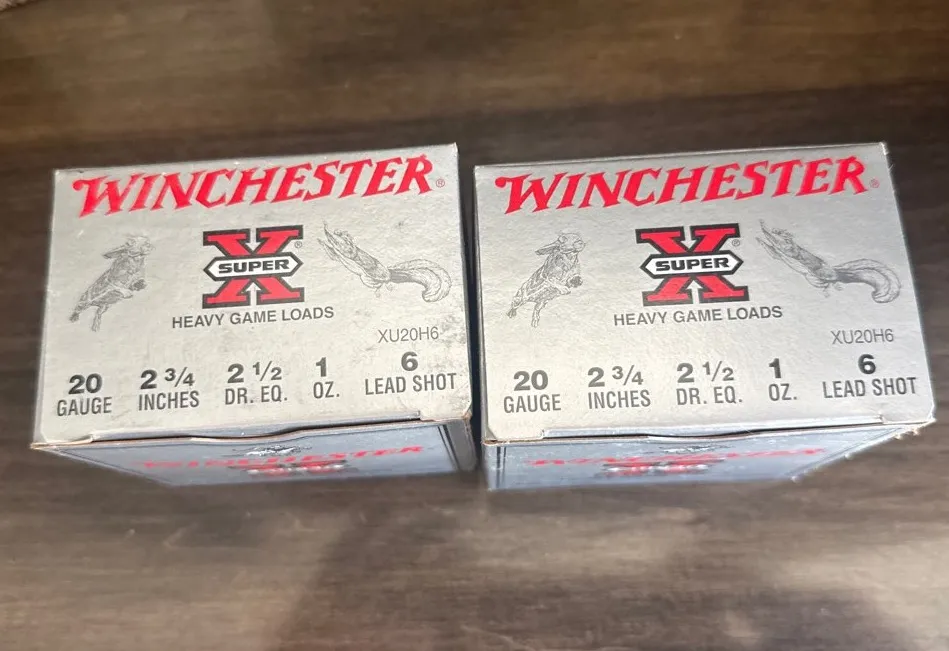 WINCHESTER®
X®
SUPER
HEAVY GAME LOADS
XU20H6
20 2 3/4 2 1/2 1 6
GAUGE INCHES DR. EQ. OZ. LEAD SHOT
WINCHESTER
WINCHESTER®
X®
SUPER
HEAVY GAME LOADS
XU20H6
20 2 3/4 2 1/2 1 6
GAUGE INCHES DR. EQ. OZ. LEAD SHOT
WINCHESTER